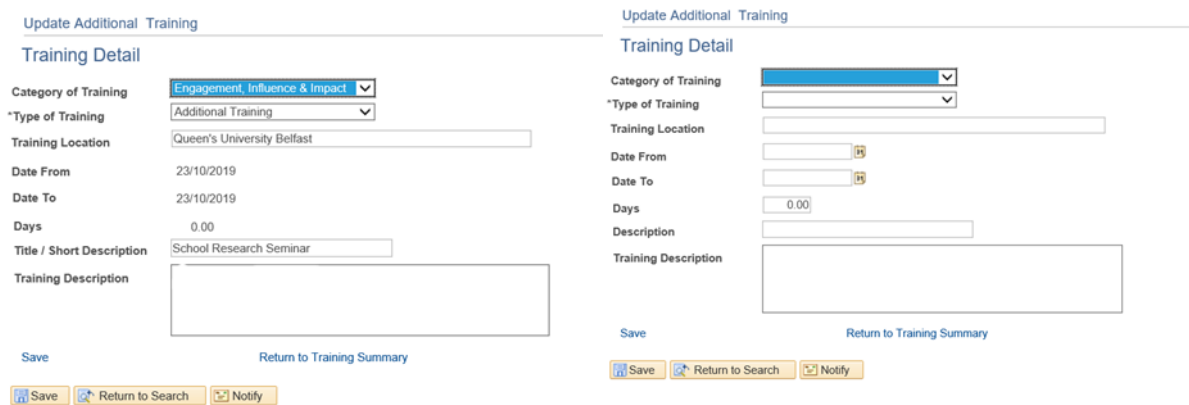 Update Additional Training
Training Detail
Category of Training Engagement, Influence & Impact
*Type of Training Additional Training
Training Location Queen's University Belfast
Date From 23/10/2019
Date To 23/10/2019
Days 0.00
Title / Short Description School Research Seminar
Training Description
Save Return to Training Summary
Save Return to Search Notify
Update Additional Training
Training Detail
Category of Training
*Type of Training
Training Location
Date From
Date To
Days 0.00
Description
Training Description
Save Return to Training Summary
Save Return to Search Notify